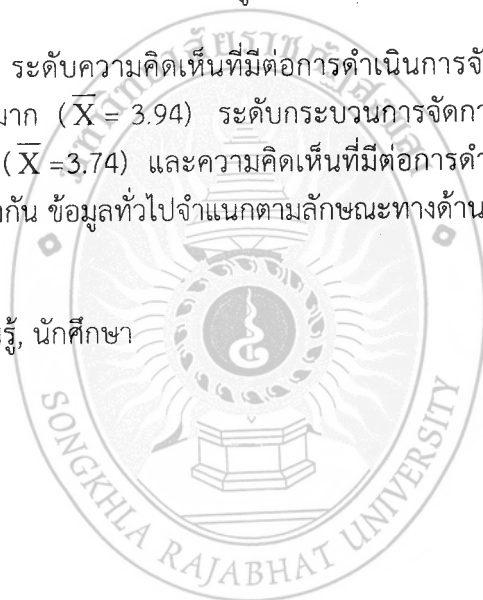 ระดับความคิดเห็นที่มีต่อการดำเนินการจั
มาก (X̄ = 3.94) ระดับกระบวนการจัดกา
(X̄ =3.74) และความคิดเห็นที่มีต่อการดำ
งกัน ข้อมูลทั่วไปจำแนกตามลักษณะทางด้าน
นรู้, นักศึกษา
SONGKHLA RAJABHAT UNIVERSITY